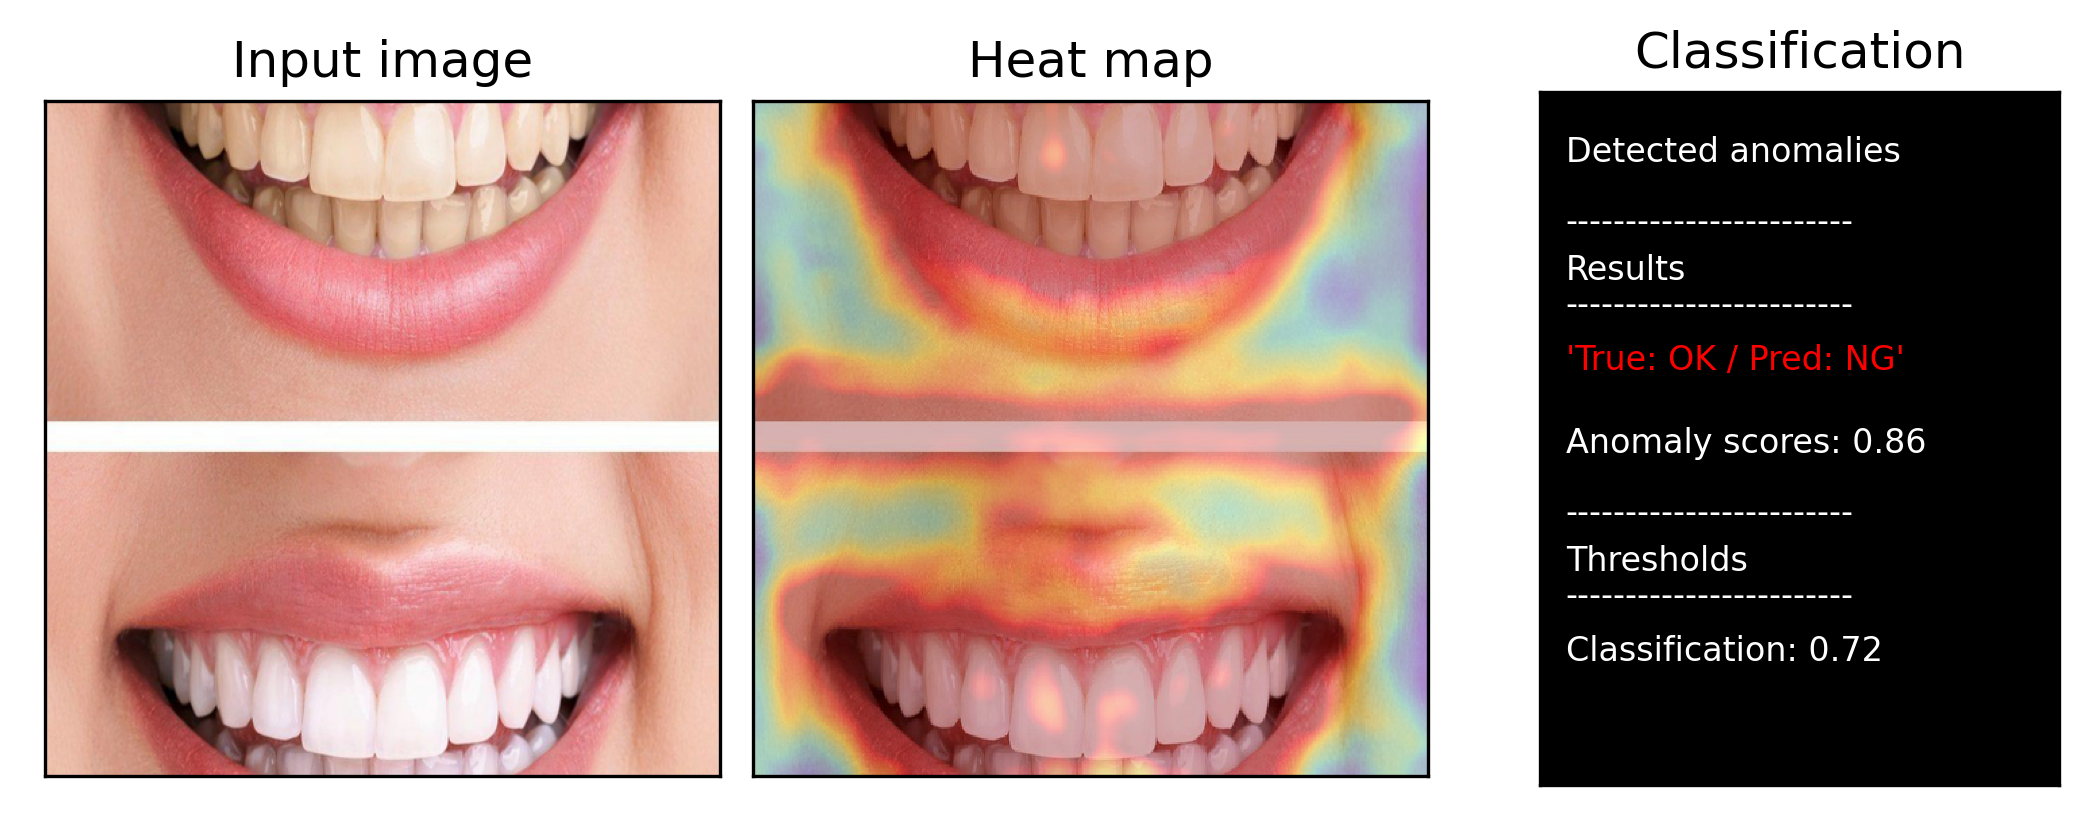 Input image
Heat map
Classification
Detected anomalies
------------------------
Results
------------------------
'True: OK / Pred: NG'
Anomaly scores: 0.86
------------------------
Thresholds
------------------------
Classification: 0.72